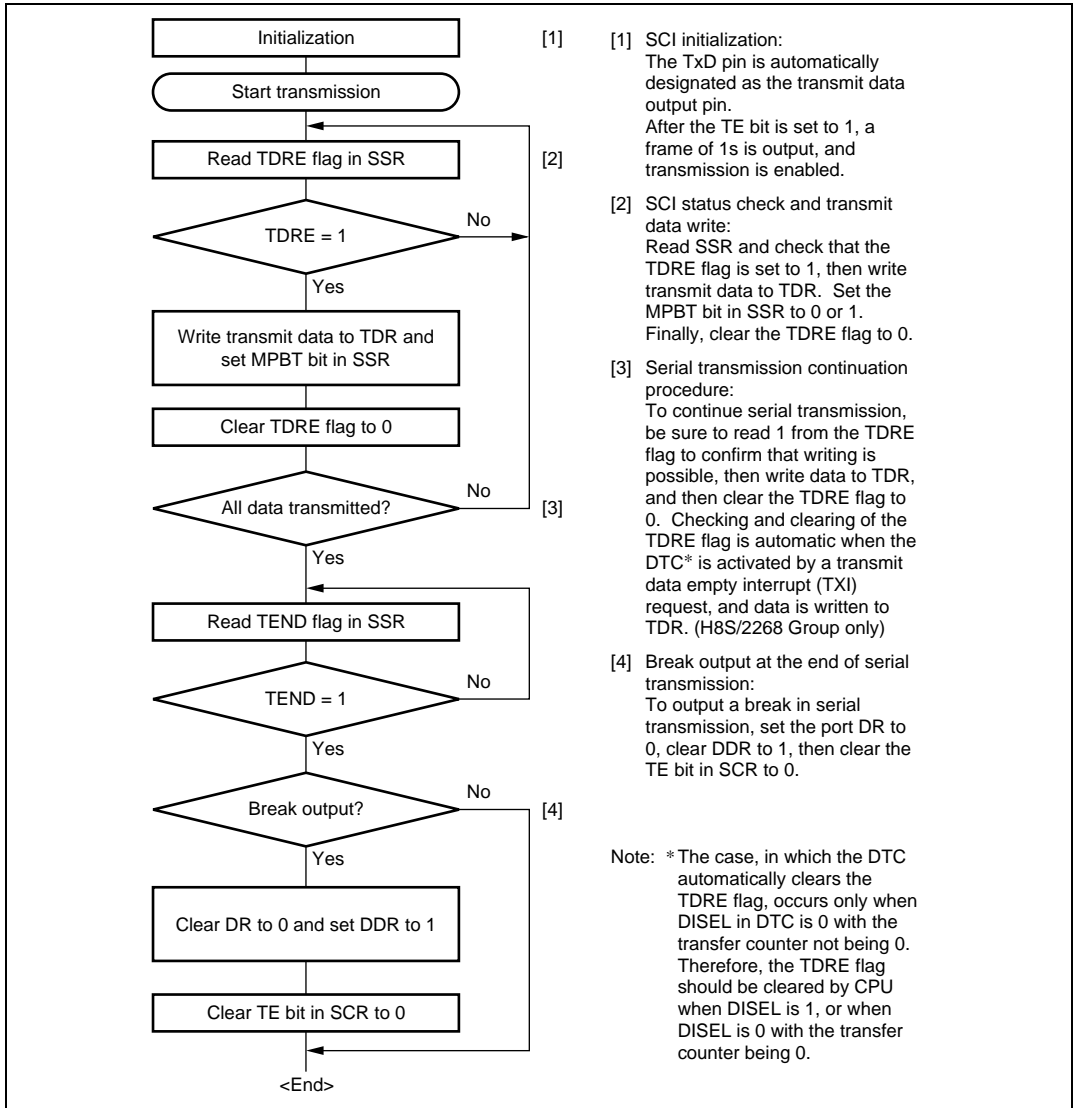 Initialization
[1]
Start transmission
Read TDRE flag in SSR
[2]
TDRE = 1
No
Yes
Write transmit data to TDR and
set MPBT bit in SSR
Clear TDRE flag to 0
All data transmitted?
No
[3]
Yes
Read TEND flag in SSR
TEND = 1
No
Yes
Break output?
No
[4]
Yes
Clear DR to 0 and set DDR to 1
Clear TE bit in SCR to 0
<End>
[1] SCI initialization:
The TxD pin is automatically
designated as the transmit data
output pin.
After the TE bit is set to 1, a
frame of 1s is output, and
transmission is enabled.
[2] SCI status check and transmit
data write:
Read SSR and check that the
TDRE flag is set to 1, then write
transmit data to TDR. Set the
MPBT bit in SSR to 0 or 1.
Finally, clear the TDRE flag to 0.
[3] Serial transmission continuation
procedure:
To continue serial transmission,
be sure to read 1 from the TDRE
flag to confirm that writing is
possible, then write data to TDR,
and then clear the TDRE flag to
0. Checking and clearing of the
TDRE flag is automatic when the
DTC* is activated by a transmit
data empty interrupt (TXI)
request, and data is written to
TDR. (H8S/2268 Group only)
[4] Break output at the end of serial
transmission:
To output a break in serial
transmission, set the port DR to
0, clear DDR to 1, then clear the
TE bit in SCR to 0.
Note: * The case, in which the DTC
automatically clears the
TDRE flag, occurs only when
DISEL in DTC is 0 with the
transfer counter not being 0.
Therefore, the TDRE flag
should be cleared by CPU
when DISEL is 1, or when
DISEL is 0 with the transfer
counter being 0.